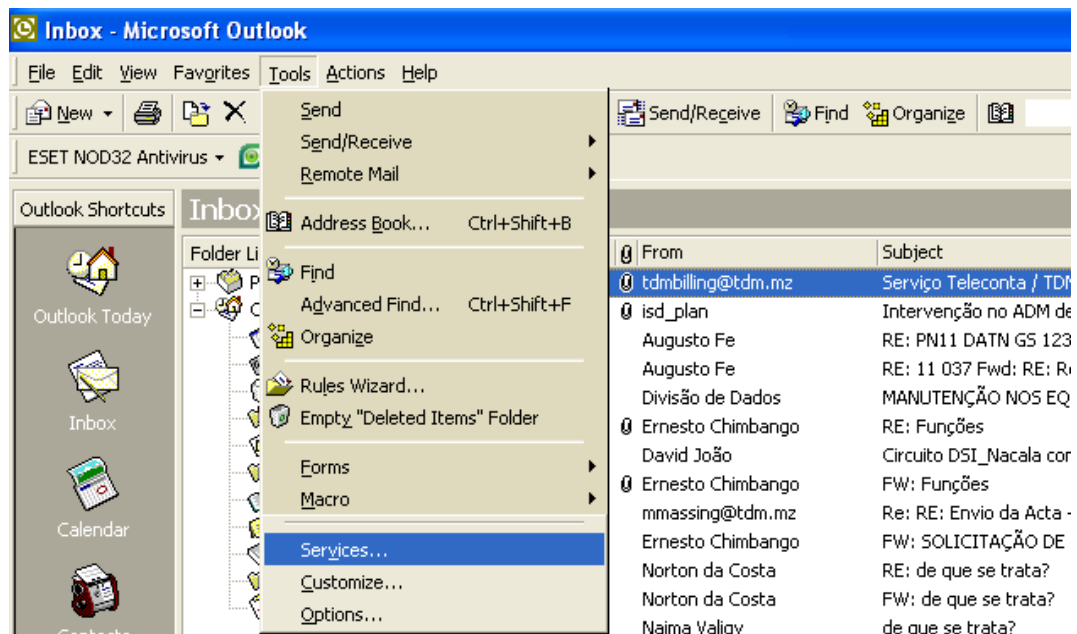 Inbox - Microsoft Outlook
File Edit View Favorites Tools Actions Help
New Send/Receive Find Organize
ESET NOD32 Antivirus
Send
Send/Receive
Remote Mail
Address Book... Ctrl+Shift+B
Find
Advanced Find... Ctrl+Shift+F
Organize
Rules Wizard...
Empty "Deleted Items" Folder
Forms
Macro
Services...
Customize...
Options...
Outlook Shortcuts
Outlook Today
Inbox
Calendar
Inbox
Folder Li
P
From Subject
tdmbilling@tdm.mz Serviço Teleconta / TDM
isd_plan Intervenção no ADM de
Augusto Fe RE: PN11 DATN GS 123
Augusto Fe RE: 11 037 Fwd: RE: Re
Divisão de Dados MANUTENÇÃO NOS EQ
Ernesto Chimbango RE: Funções
David João Circuito DSI_Nacala con
Ernesto Chimbango FW: Funções
mmassing@tdm.mz Re: RE: Envio da Acta -
Ernesto Chimbango FW: SOLICITAÇÃO DE
Norton da Costa RE: de que se trata?
Norton da Costa FW: de que se trata?
Naima Valigy de que se trata?